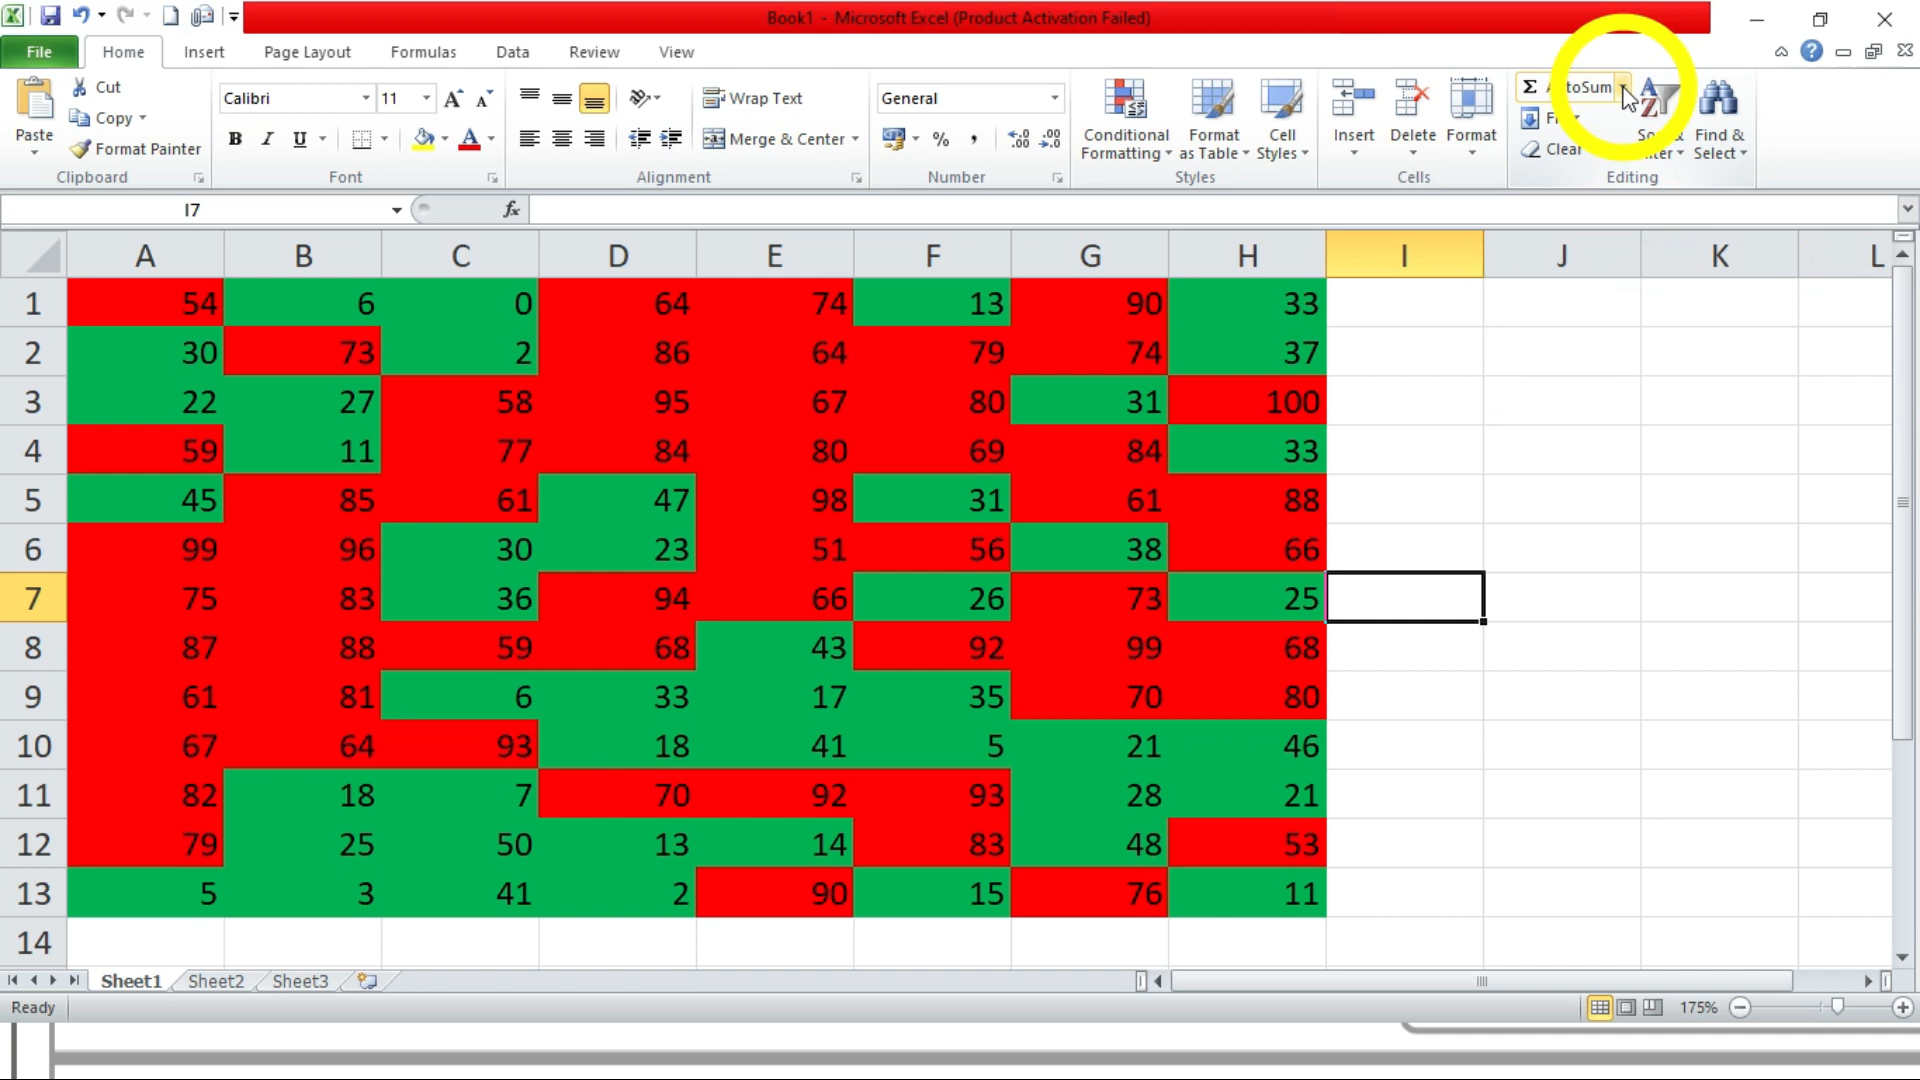 Book1 - Microsoft Excel (Product Activation Failed)
File Home Insert Page Layout Formulas Data Review View
Paste
Cut
Copy
Format Painter
Clipboard
Calibri 11
B I U A
Font
Wrap Text
Merge & Center
Alignment
General
%
Number
Conditional Formatting
Format as Table
Cell Styles
Styles
Insert Delete Format
Cells
Σ
Clear
Find & Select
Editing
I7 fx
A B C D E F G H I J K L
1 54 6 0 64 74 13 90 33
2 30 73 2 86 64 79 74 37
3 22 27 58 95 67 80 31 100
4 59 11 77 84 80 69 84 33
5 45 85 61 47 98 31 61 88
6 99 96 30 23 51 56 38 66
7 75 83 36 94 66 26 73 25
8 87 88 59 68 43 92 99 68
9 61 81 6 33 17 35 70 80
10 67 64 93 18 41 5 21 46
11 82 18 7 70 92 93 28 21
12 79 25 50 13 14 83 48 53
13 5 3 41 2 90 15 76 11
14
Sheet1 Sheet2 Sheet3
Ready 175%